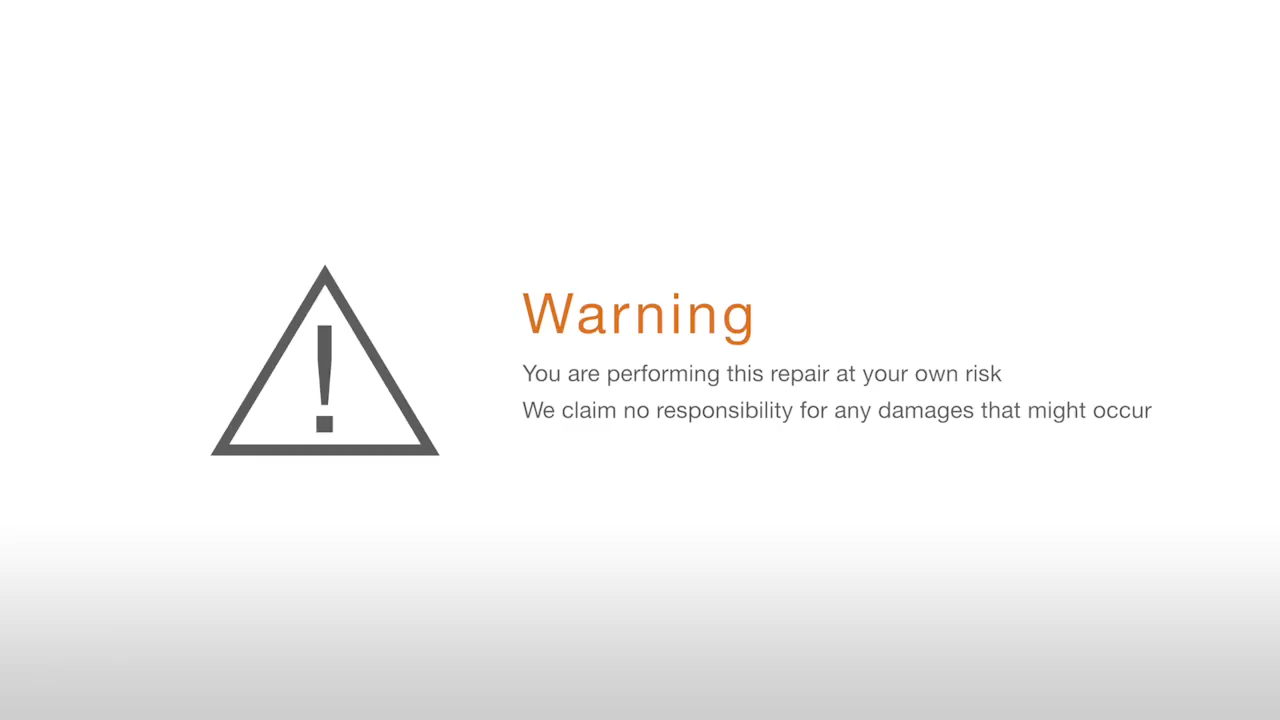 Warning
You are performing this repair at your own risk
We claim no responsibility for any damages that might occur